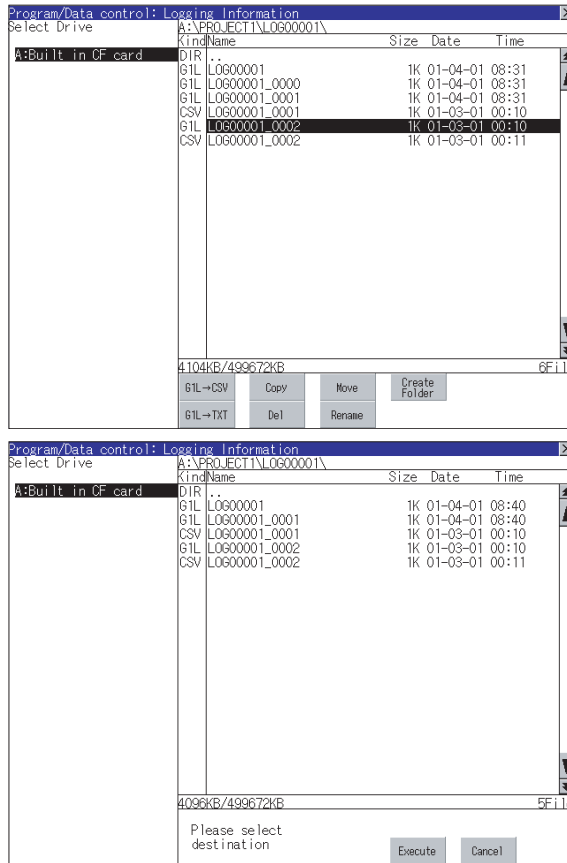 Program/Data control: Logging Information
Select Drive A:\PROJECT1\LOG00001\
Kind Name Size Date Time
A:Built in CF card DIR ..
G1L LOG00001 1K 01-04-01 08:31
G1L LOG00001_0000 1K 01-04-01 08:31
G1L LOG00001_0001 1K 01-04-01 08:31
CSV LOG00001_0001 1K 01-03-01 00:10
G1L LOG00001_0002 1K 01-03-01 00:10
CSV LOG00001_0002 1K 01-03-01 00:11
4104KB/499672KB 6Fil
G1L→CSV Copy Move Create Folder
G1L→TXT Del Rename
Program/Data control: Logging Information
Select Drive A:\PROJECT1\LOG00001\
Kind Name Size Date Time
A:Built in CF card DIR ..
G1L LOG00001 1K 01-04-01 08:40
G1L LOG00001_0001 1K 01-04-01 08:40
CSV LOG00001_0001 1K 01-03-01 00:10
G1L LOG00001_0002 1K 01-03-01 00:10
CSV LOG00001_0002 1K 01-03-01 00:11
4096KB/499672KB 5Fil
Please select
destination
Execute Cancel